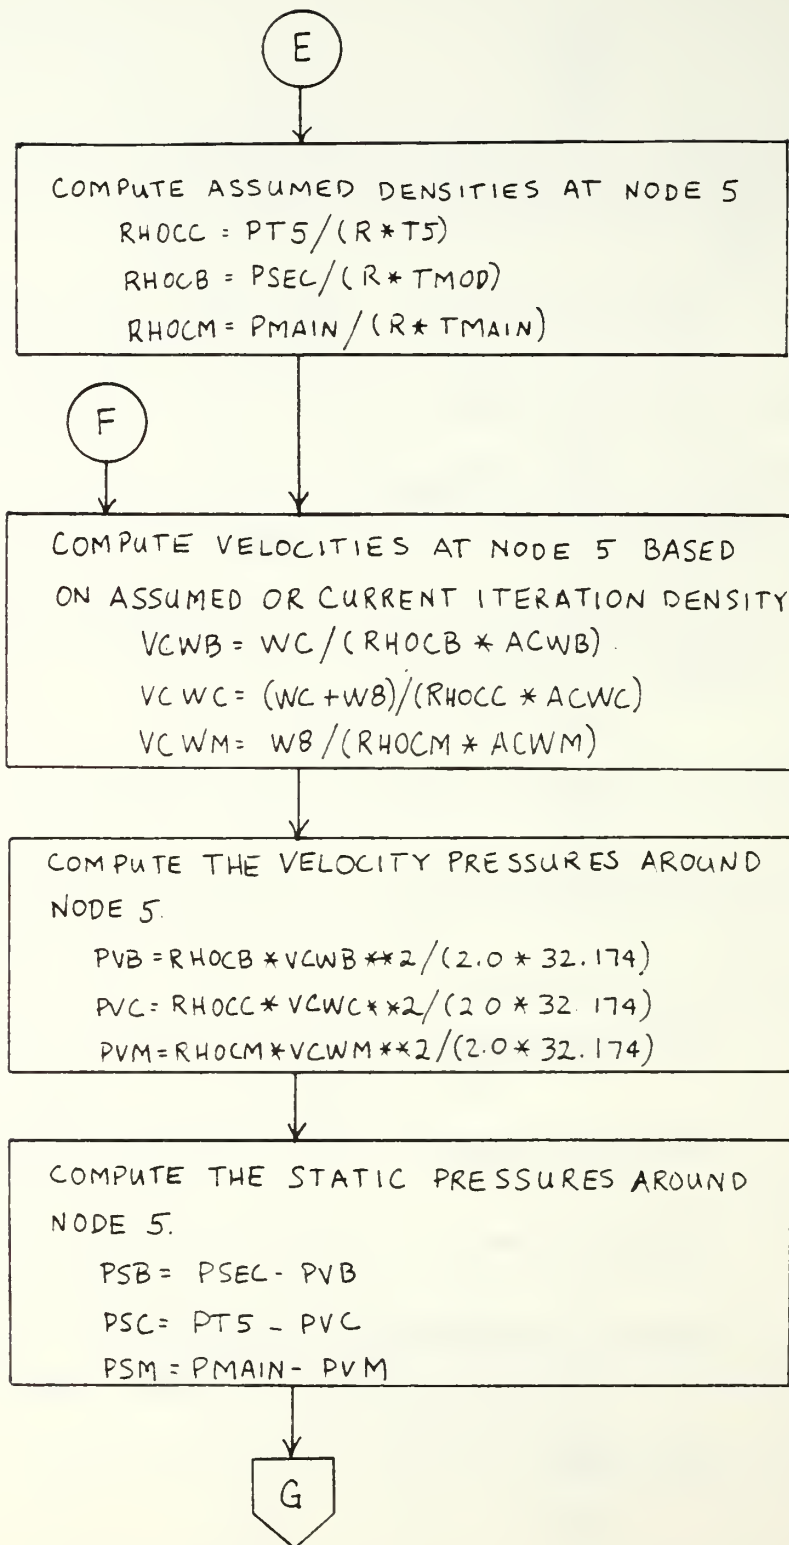 E
COMPUTE ASSUMED DENSITIES AT NODE 5
RHOCC = PT5/(R*T5)
RHOCB = PSEC/(R*TMOD)
RHOCM = PMAIN/(R*TMAIN)
F
COMPUTE VELOCITIES AT NODE 5 BASED
ON ASSUMED OR CURRENT ITERATION DENSITY
VCWB = WC/(RHOCB * ACWB)
VCWC = (WC+W8)/(RHOCC * ACWC)
VCWM = W8/(RHOCM * ACWM)
COMPUTE THE VELOCITY PRESSURES AROUND
NODE 5.
PVB = RHOCB * VCWB **2/(2.0 * 32.174)
PVC = RHOCC * VCWC**2/(2 0 * 32 174)
PVM = RHOCM*VCWM**2/(2.0* 32.174)
COMPUTE THE STATIC PRESSURES AROUND
NODE 5.
PSB = PSEC - PVB
PSC = PT5 - PVC
PSM = PMAIN - PVM
G